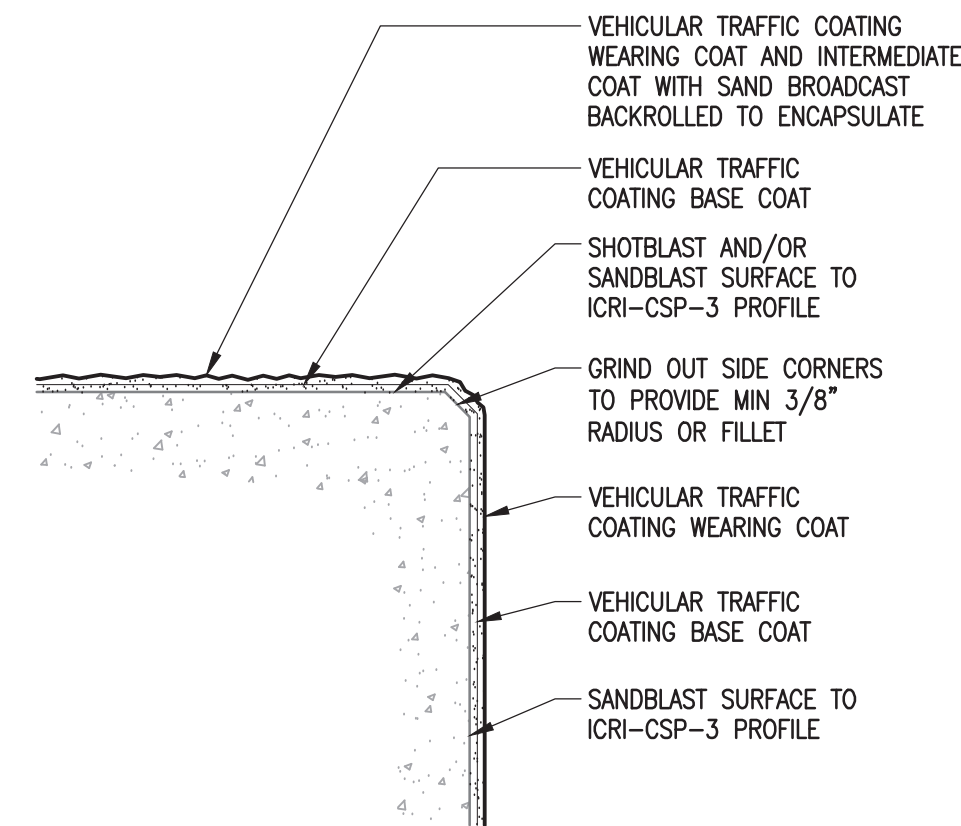 VEHICULAR TRAFFIC COATING
WEARING COAT AND INTERMEDIATE
COAT WITH SAND BROADCAST
BACKROLLED TO ENCAPSULATE
VEHICULAR TRAFFIC
COATING BASE COAT
SHOTBLAST AND/OR
SANDBLAST SURFACE TO
ICRI-CSP-3 PROFILE
GRIND OUT SIDE CORNERS
TO PROVIDE MIN 3/8"
RADIUS OR FILLET
VEHICULAR TRAFFIC
COATING WEARING COAT
VEHICULAR TRAFFIC
COATING BASE COAT
SANDBLAST SURFACE TO
ICRI-CSP-3 PROFILE